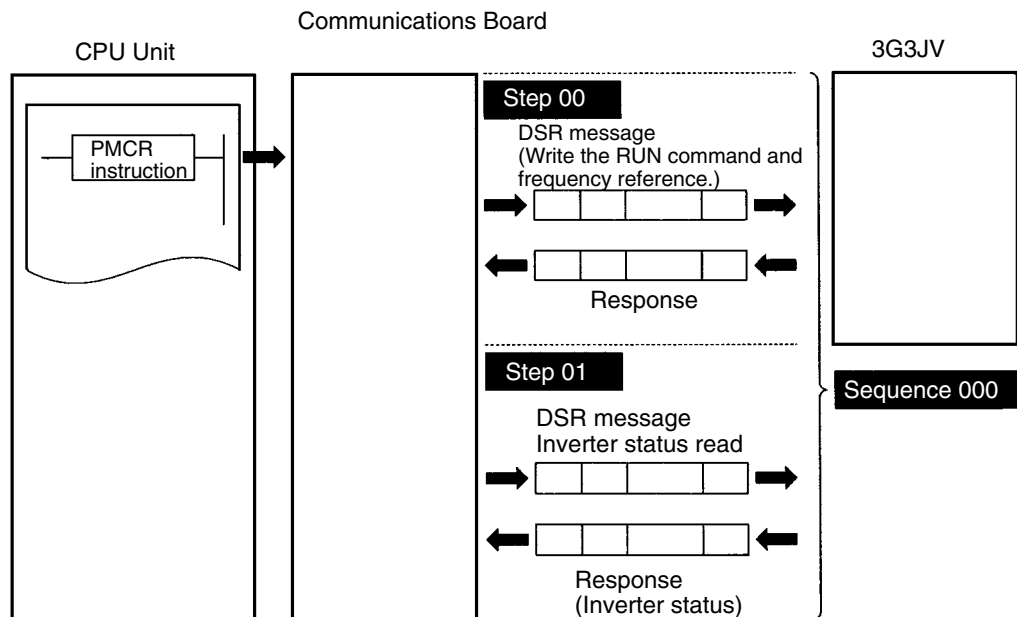 Communications Board
CPU Unit
3G3JV
Step 00
DSR message
(Write the RUN command and
frequency reference.)
PMCR
instruction
Response
Step 01
Sequence 000
DSR message
Inverter status read
Response
(Inverter status)